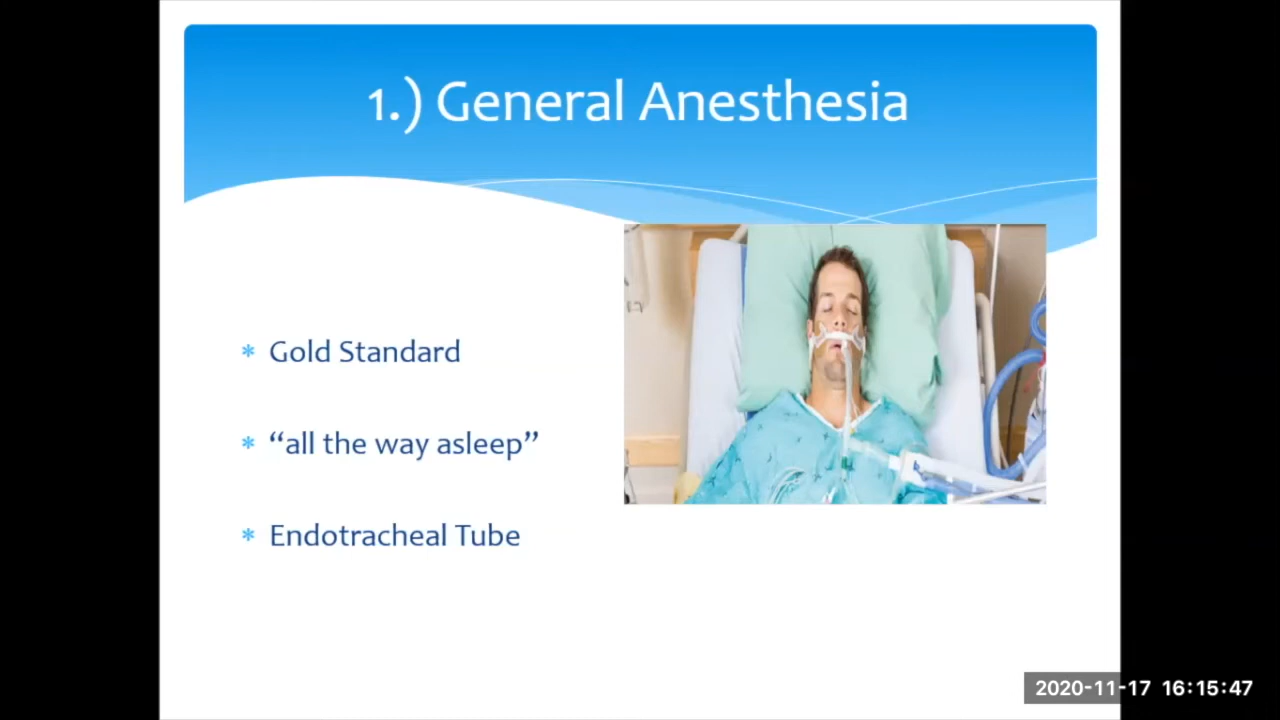 1.) General Anesthesia
* Gold Standard
* “all the way asleep”
* Endotracheal Tube
2020-11-17 16:15:47